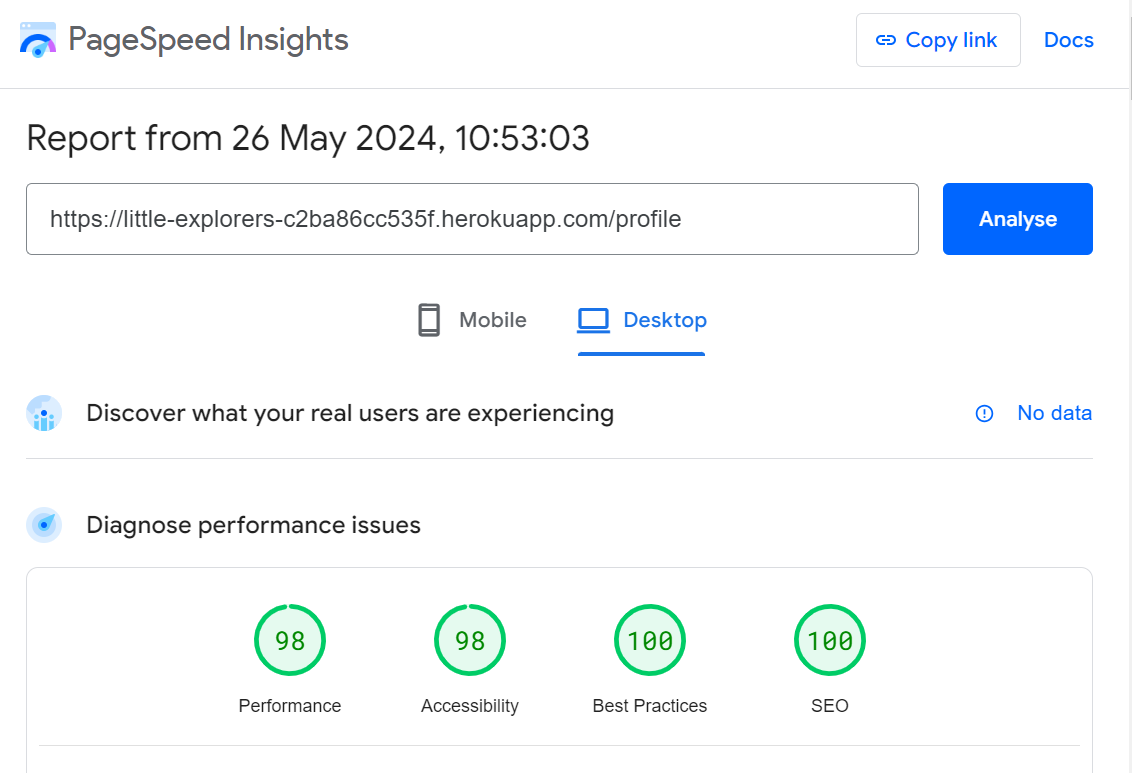 PageSpeed Insights
Copy link
Docs
Report from 26 May 2024, 10:53:03
https://little-explorers-c2ba86cc535f.herokuapp.com/profile
Analyse
Mobile
Desktop
Discover what your real users are experiencing
No data
Diagnose performance issues
98
98
100
100
Performance
Accessibility
Best Practices
SEO